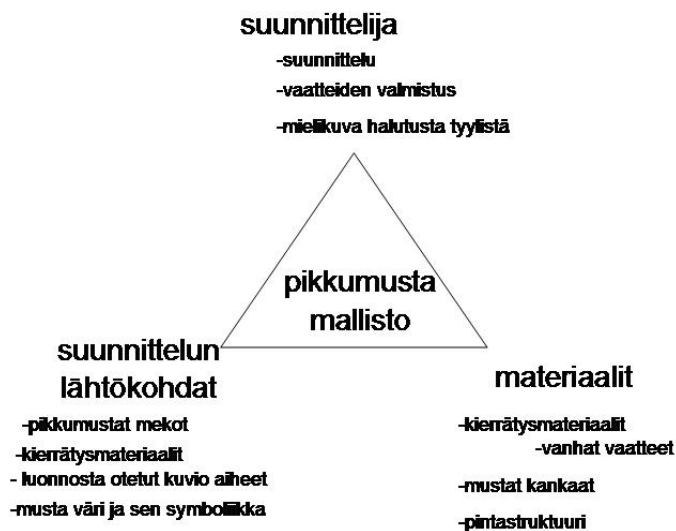 suunnittelija
-suunnittelu
-vaatteiden valmistus
-mielikuva halutusta tyylistä
pikkumusta
mallisto
suunnittelun
lähtökohdat
-pikkumustat mekot
-kierrätysmateriaalit
- luonnosta otetut kuvio aiheet
-musta väri ja sen symboliikka
materiaalit
-kierrätysmateriaalit
-vanhat vaatteet
-mustat kankaat
-pintastruktuuri